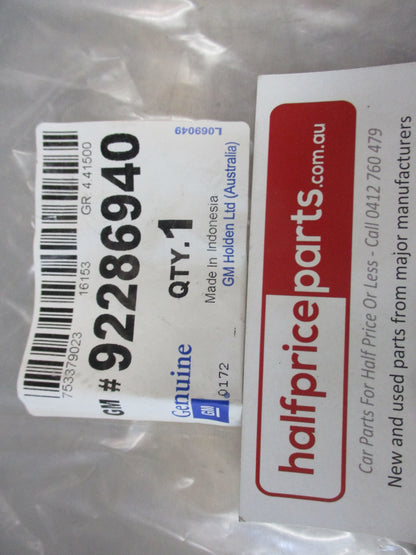 753379023 16153 GR 4.41500
GM # 92286940
Genuine QTY.1
GM
0172 Made In Indonesia
GM Holden Ltd (Australia)
L069049
halfpriceparts.com.au
Car Parts For Half Price Or Less - Call 0412 760 479
New and used parts from major manufacturers